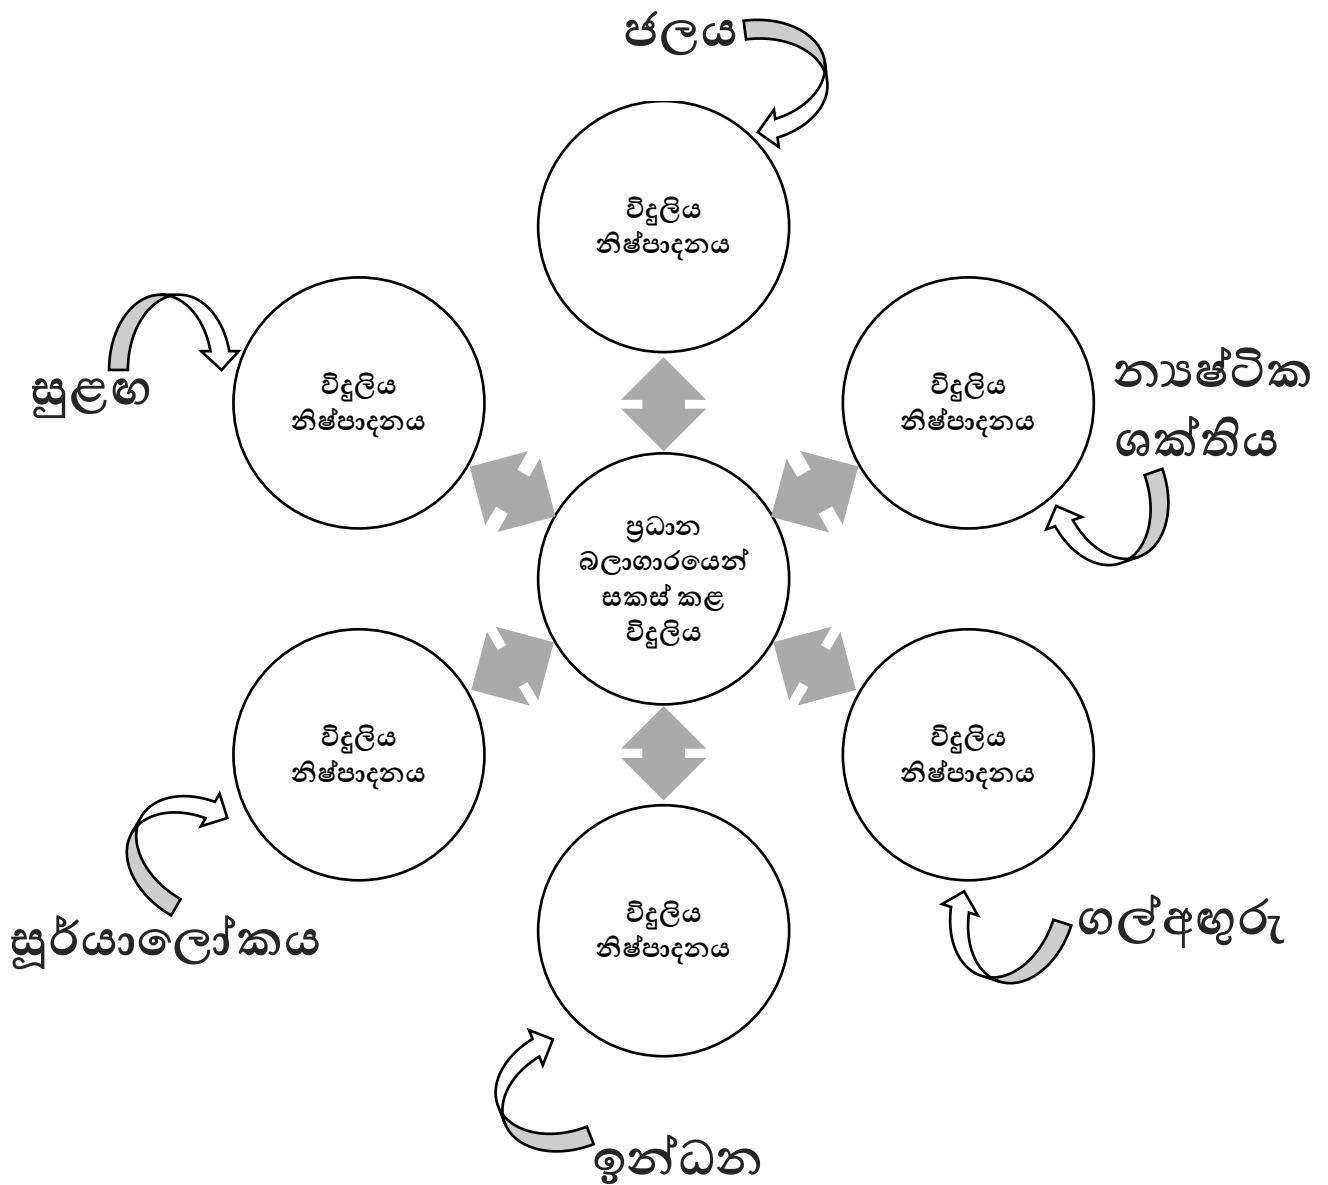 ජලය
විදුලිය
නිෂ්පාදනය
සුළඟ
විදුලිය
නිෂ්පාදනය
විදුලිය
නිෂ්පාදනය
න්‍යෂ්ටික
ශක්තිය
ප්‍රධාන
බලාගාරයෙන්
සකස් කළ
විදුලිය
විදුලිය
නිෂ්පාදනය
සූර්යාලෝකය
විදුලිය
නිෂ්පාදනය
ගල්අඟුරු
විදුලිය
නිෂ්පාදනය
ඉන්ධන